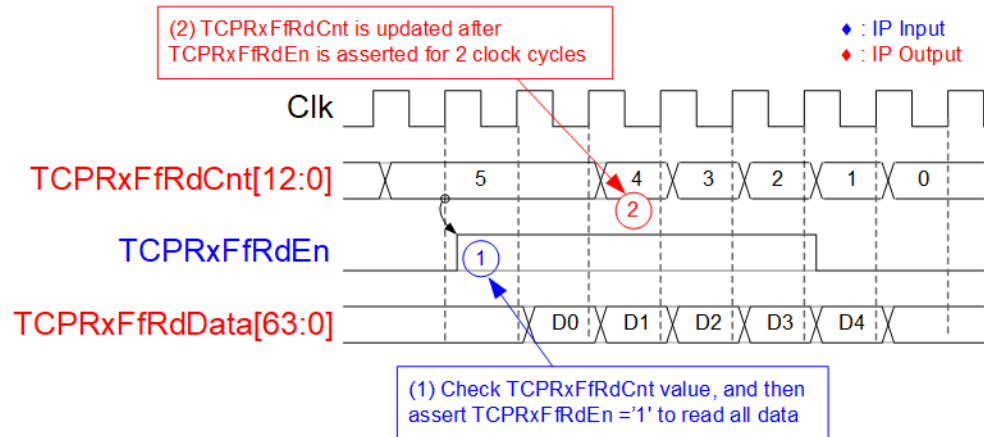 (2) TCPRxFfRdCnt is updated after
TCPRxFfRdEn is asserted for 2 clock cycles
♦ : IP Input
♦ : IP Output
Clk
TCPRxFfRdCnt[12:0]
5 4 3 2 1 0
2
TCPRxFfRdEn
1
TCPRxFfRdData[63:0]
D0 D1 D2 D3 D4
(1) Check TCPRxFfRdCnt value, and then
assert TCPRxFfRdEn ='1' to read all data